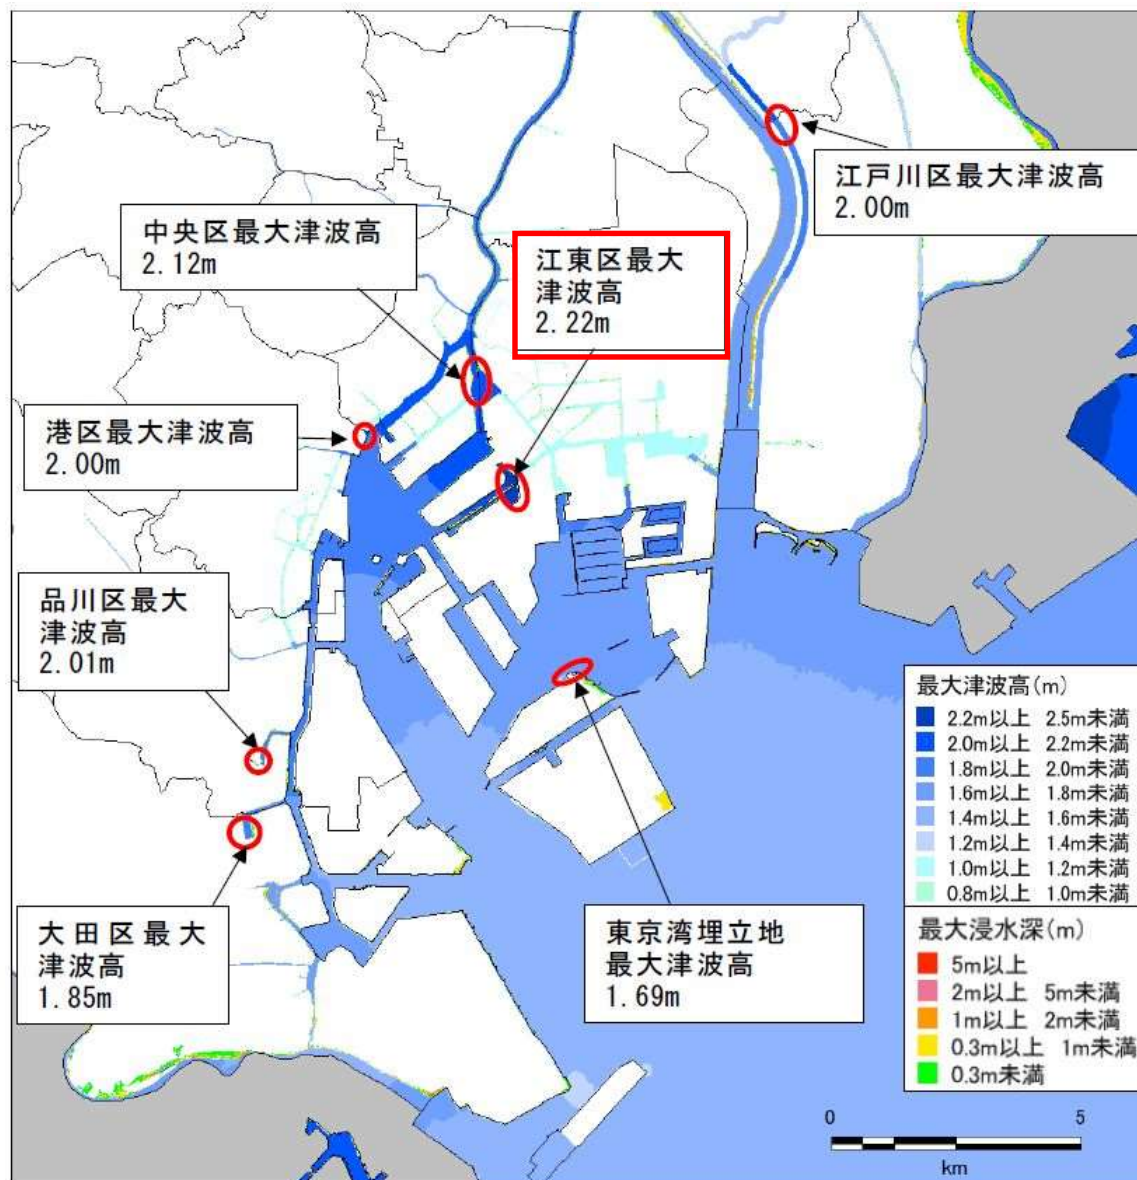 江戸川区最大津波高
2.00m
中央区最大津波高
2.12m
江東区最大
津波高
2.22m
港区最大津波高
2.00m
品川区最大
津波高
2.01m
大田区最大
津波高
1.85m
東京湾埋立地
最大津波高
1.69m
最大津波高(m)
2.2m以上 2.5m未満
2.0m以上 2.2m未満
1.8m以上 2.0m未満
1.6m以上 1.8m未満
1.4m以上 1.6m未満
1.2m以上 1.4m未満
1.0m以上 1.2m未満
0.8m以上 1.0m未満
最大浸水深(m)
5m以上
2m以上 5m未満
1m以上 2m未満
0.3m以上 1m未満
0.3m未満
0 5
km